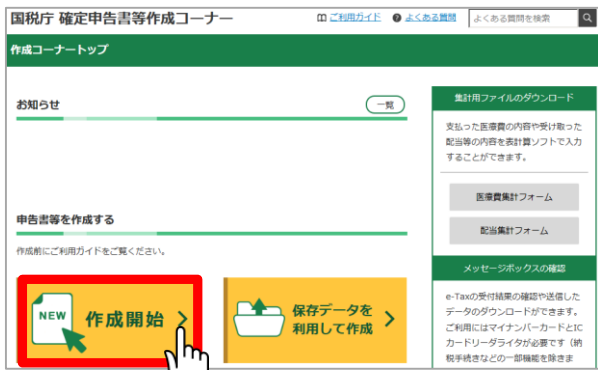 国税庁 確定申告書等作成コーナー
ご利用ガイド
よくある質問
よくある質問を検索
作成コーナートップ
お知らせ
一覧
申告書等を作成する
作成前にご利用ガイドをご覧ください。
NEW
作成開始
保存データを
利用して作成
集計用ファイルのダウンロード
支払った医療費の内容や受け取った
配当等の内容を表計算ソフトで入力
することができます。
医療費集計フォーム
配当集計フォーム
メッセージボックスの確認
e-Taxの受付結果の確認や送信した
データのダウンロードができます。
ご利用にはマイナンバーカードとIC
カードリーダライタが必要です（納
税手続きなどの一部機能を除きま